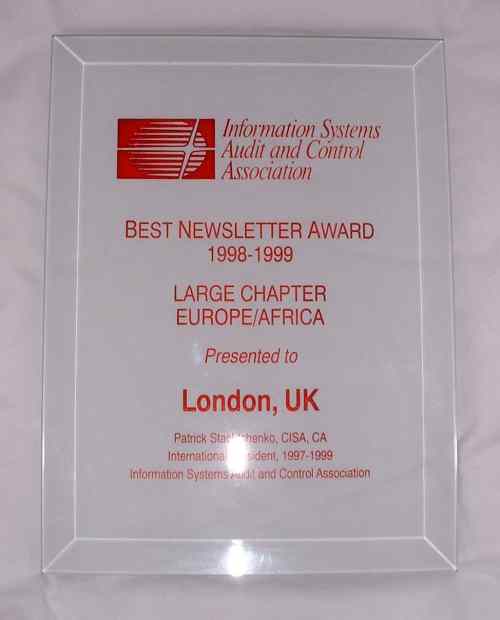 Information Systems
Audit and Control
Association
BEST NEWSLETTER AWARD
1998-1999
LARGE CHAPTER
EUROPE/AFRICA
Presented to
London, UK
Patrick CISA, CA
International President, 1997-1999
Information Systems Audit and Control Association